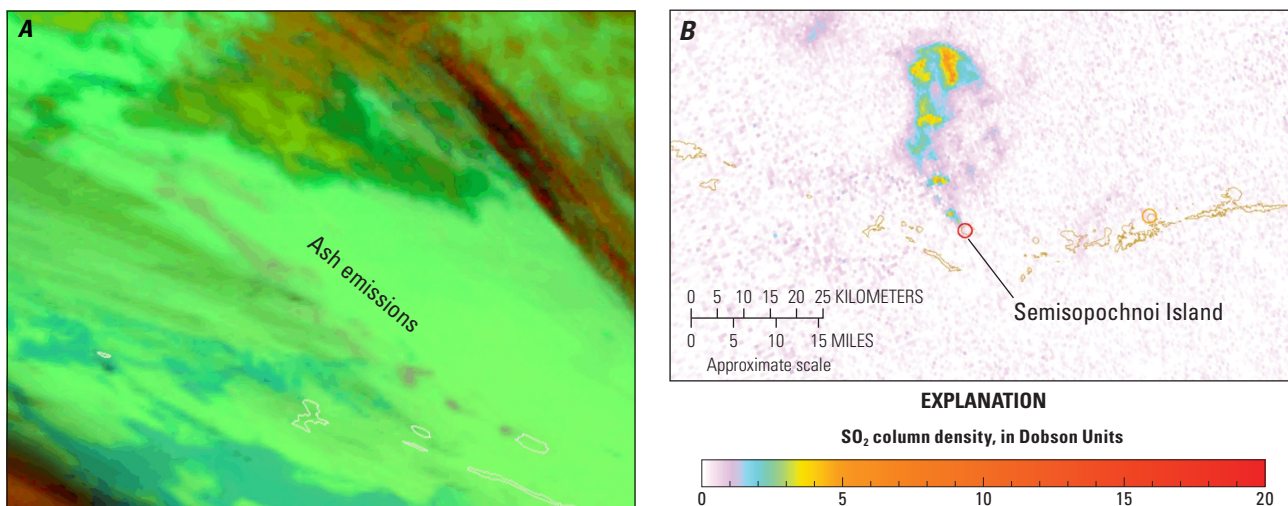 A
Ash emissions
B
0 5 10 15 20 25 KILOMETERS
0 5 10 15 MILES
Approximate scale
Semisopochnoi Island
EXPLANATION
SO₂ column density, in Dobson Units
0 5 10 15 20